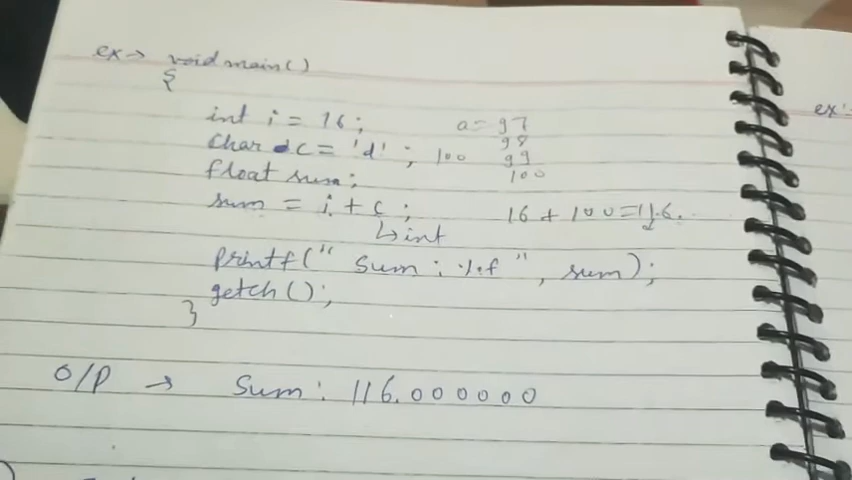 ex → void main()
{
int i = 16; a = 97
98
char c = 'd'; 100 99
float sum; 100
sum = i + c; 16 + 100 = 116.
↳ int
printf(" sum : %f ", sum);
getch();
}
O/P → Sum : 116.000000
ex: